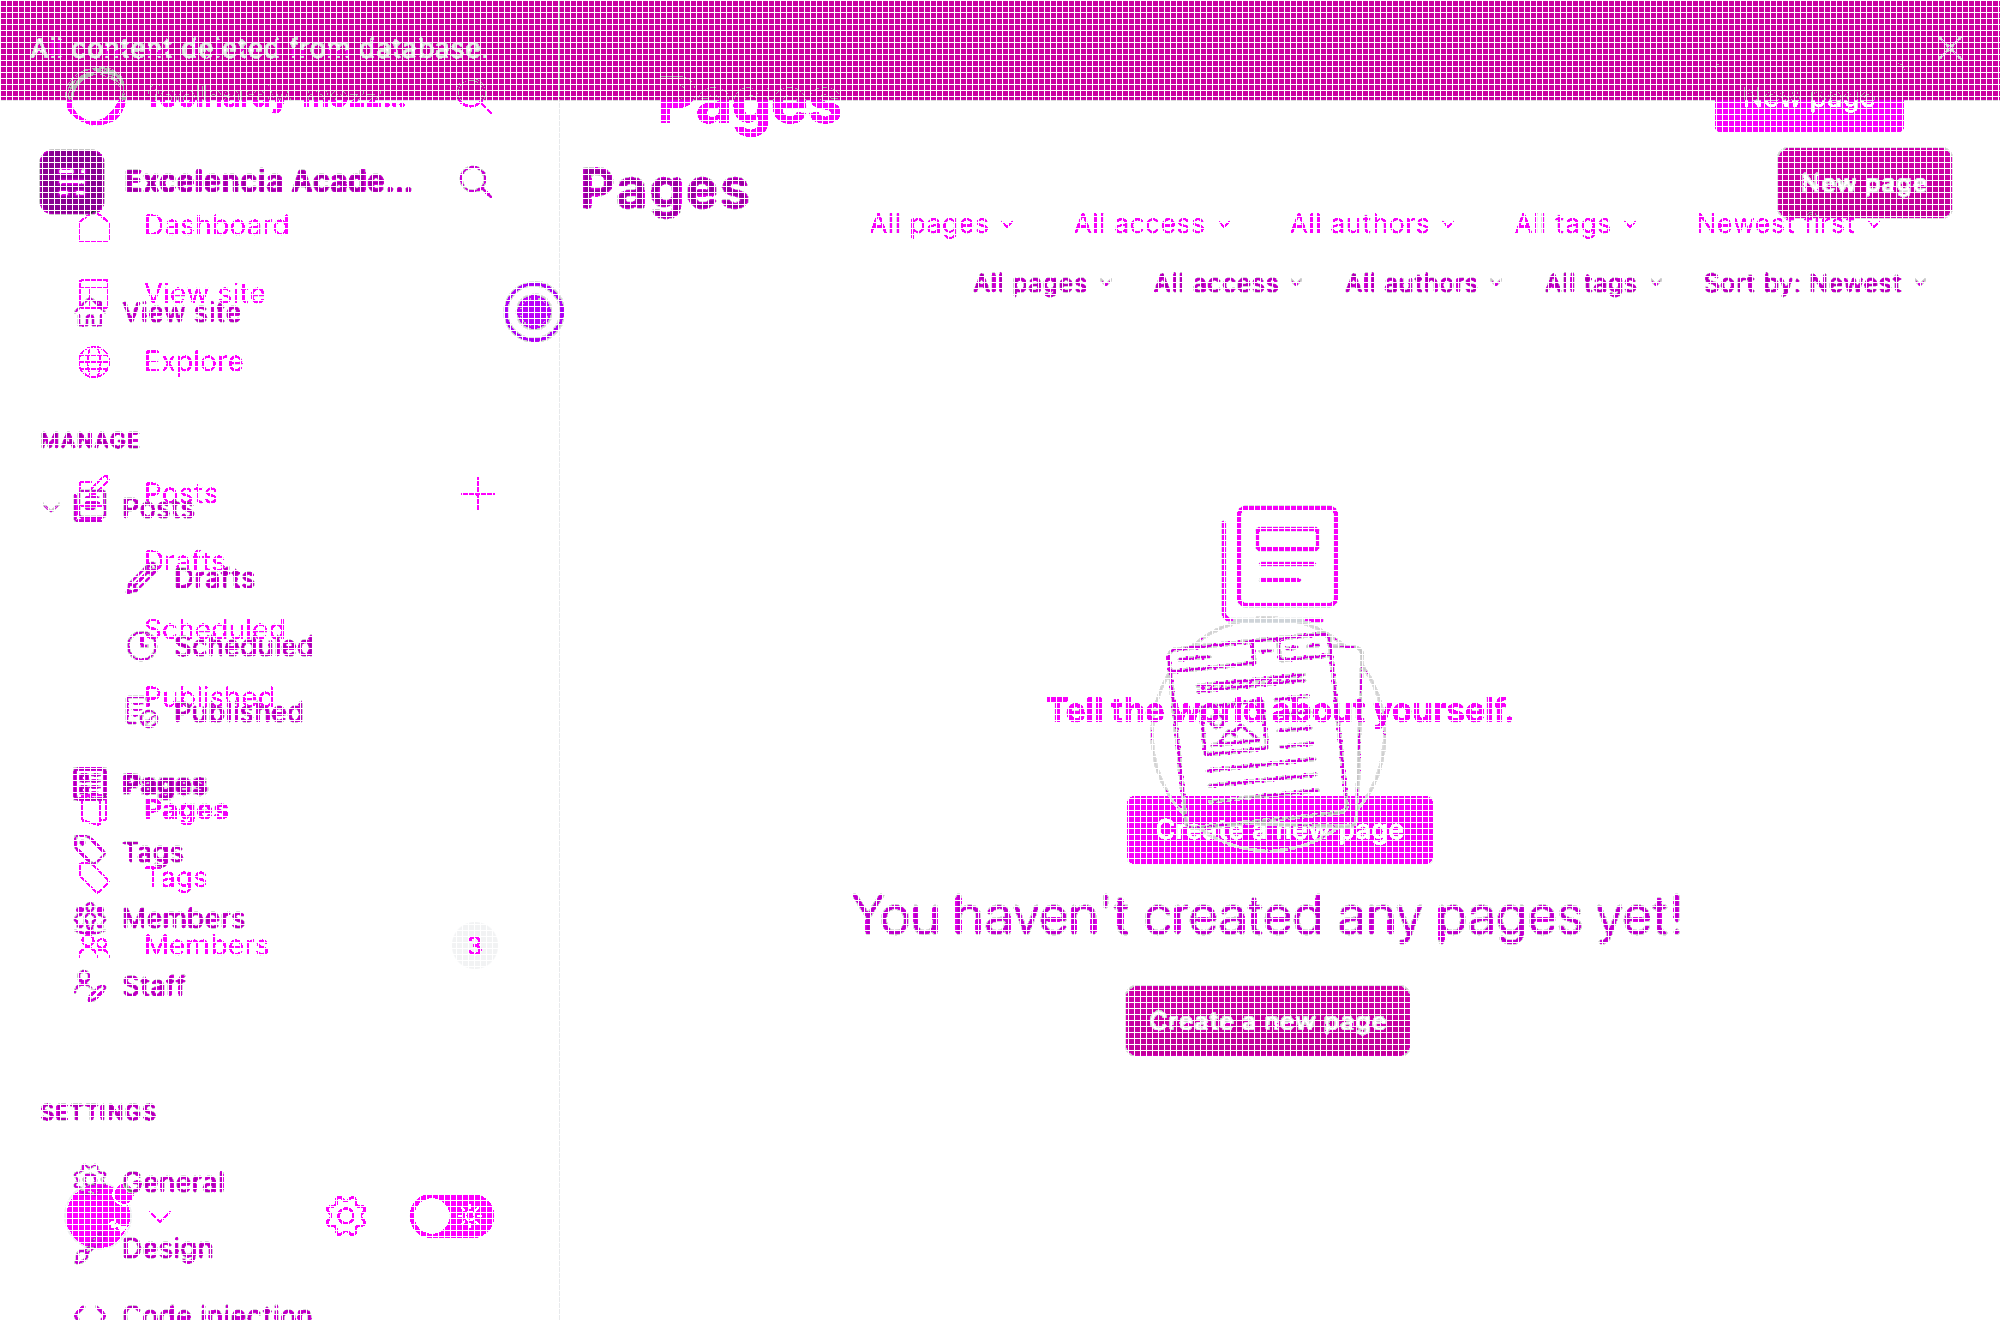 All content deleted from database.
Pages
New page
Excelencia Acade...
Pages
New page
Dashboard
All pages
All access
All authors
All tags
Newest first
View site
View site
All pages
All access
All authors
All tags
Sort by: Newest
Explore
MANAGE
Posts
Posts
Drafts
Drafts
Scheduled
Scheduled
Published
Published
Tell the world about yourself.
Pages
Pages
Create a new page
Tags
Tags
Members
You haven't created any pages yet!
Members
3
Staff
Create a new page
SETTINGS
General
Design
Code injection